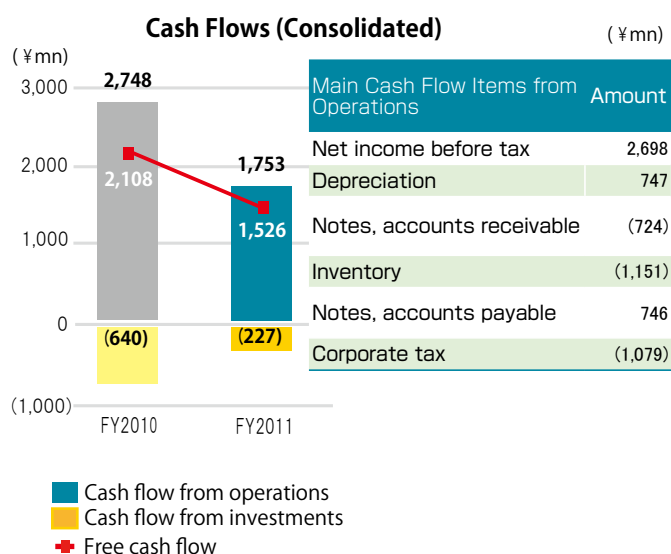 Cash Flows (Consolidated)
(¥mn)
(¥mn)
3,000
2,000
1,000
0
(1,000)
2,748
2,108
(640)
1,753
1,526
(227)
FY2010
FY2011
Main Cash Flow Items from
Operations
Amount
Net income before tax 2,698
Depreciation 747
Notes, accounts receivable (724)
Inventory (1,151)
Notes, accounts payable 746
Corporate tax (1,079)
Cash flow from operations
Cash flow from investments
Free cash flow